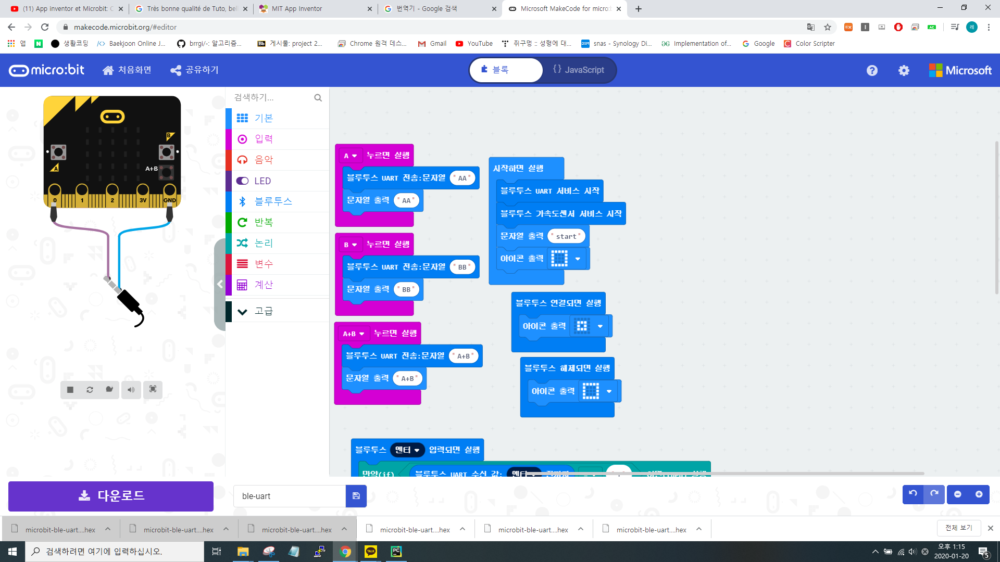 (11) App inventor et Microbit: C
Très bonne qualité de Tuto, beli
MIT App Inventor
번역기 - Google 검색
Microsoft MakeCode for micro:
makecode.microbit.org/#editor
앱
생활코딩
Baekjoon Online J...
brrgi/-: 알고리즘...
Bb 게시물: project 2...
Chrome 원격 데스...
Gmail
YouTube
쥐구멍 :: 성형에 대...
DSM snas - Synology Di...
Implementation of...
Google
Color Scripter
micro:bit
처음화면
공유하기
블록
{} JavaScript
Microsoft
검색하기...
기본
입력
음악
LED
블루투스
반복
논리
변수
계산
고급
A
B
A+B
0 1 2 3V GND
A 누르면 실행
블루투스 UART 전송:문자열 "AA"
문자열 출력 "AA"
B 누르면 실행
블루투스 UART 전송:문자열 "BB"
문자열 출력 "BB"
A+B 누르면 실행
블루투스 UART 전송:문자열 "A+B"
문자열 출력 "A+B"
시작하면 실행
블루투스 UART 서비스 시작
블루투스 가속도센서 서비스 시작
문자열 출력 "start"
아이콘 출력
블루투스 연결되면 실행
아이콘 출력
블루투스 해제되면 실행
아이콘 출력
블루투스 엔터 입력되면 실행
만약(if) 블루투스 UART 수신 값: 엔터
다운로드
ble-uart
microbit-ble-uart....hex
microbit-ble-uart....hex
microbit-ble-uart....hex
microbit-ble-uart....hex
microbit-ble-uart....hex
microbit-ble-uart....hex
전체 보기
검색하려면 여기에 입력하십시오.
TALK
PC
오후 1:15
2020-01-20
5